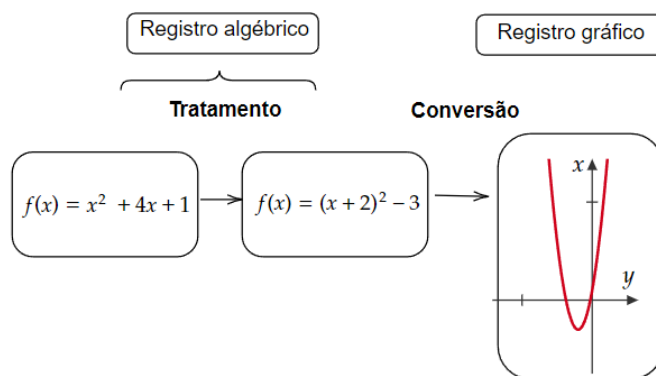 Registro algébrico
Registro gráfico
Tratamento
Conversão
f(x) = x² + 4x + 1
f(x) = (x + 2)² − 3
x
y